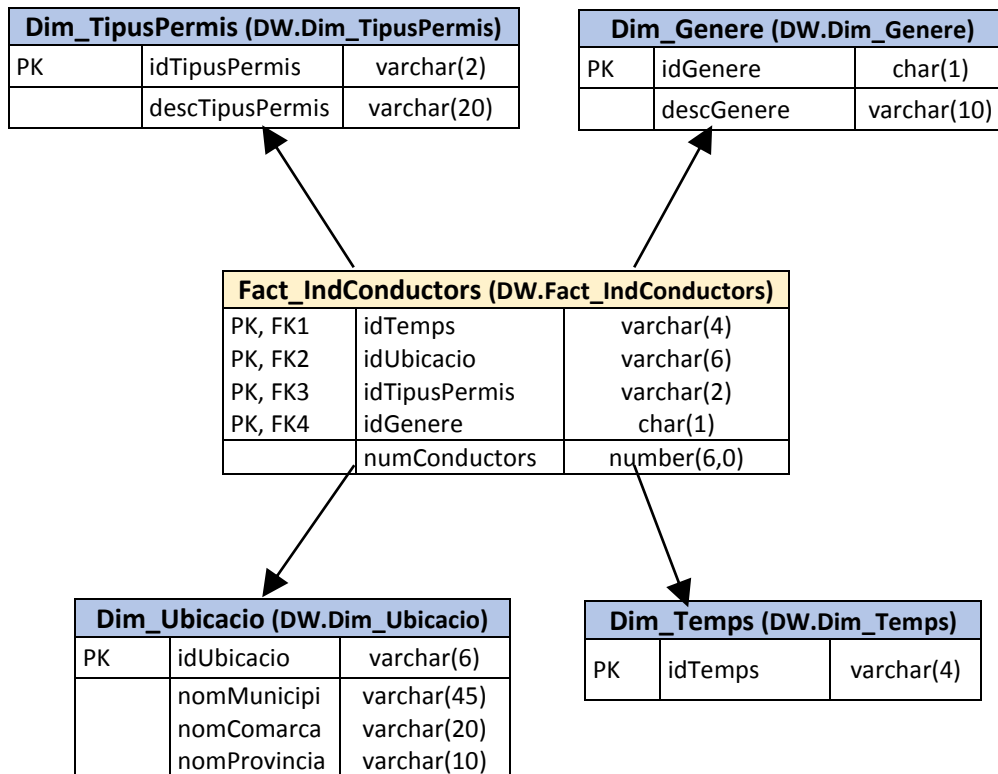 Dim_TipusPermis (DW.Dim_TipusPermis)
PK idTipusPermis varchar(2)
descTipusPermis varchar(20)
Dim_Genere (DW.Dim_Genere)
PK idGenere char(1)
descGenere varchar(10)
Fact_IndConductors (DW.Fact_IndConductors)
PK, FK1 idTemps varchar(4)
PK, FK2 idUbicacio varchar(6)
PK, FK3 idTipusPermis varchar(2)
PK, FK4 idGenere char(1)
numConductors number(6,0)
Dim_Ubicacio (DW.Dim_Ubicacio)
PK idUbicacio varchar(6)
nomMunicipi varchar(45)
nomComarca varchar(20)
nomProvincia varchar(10)
Dim_Temps (DW.Dim_Temps)
PK idTemps varchar(4)